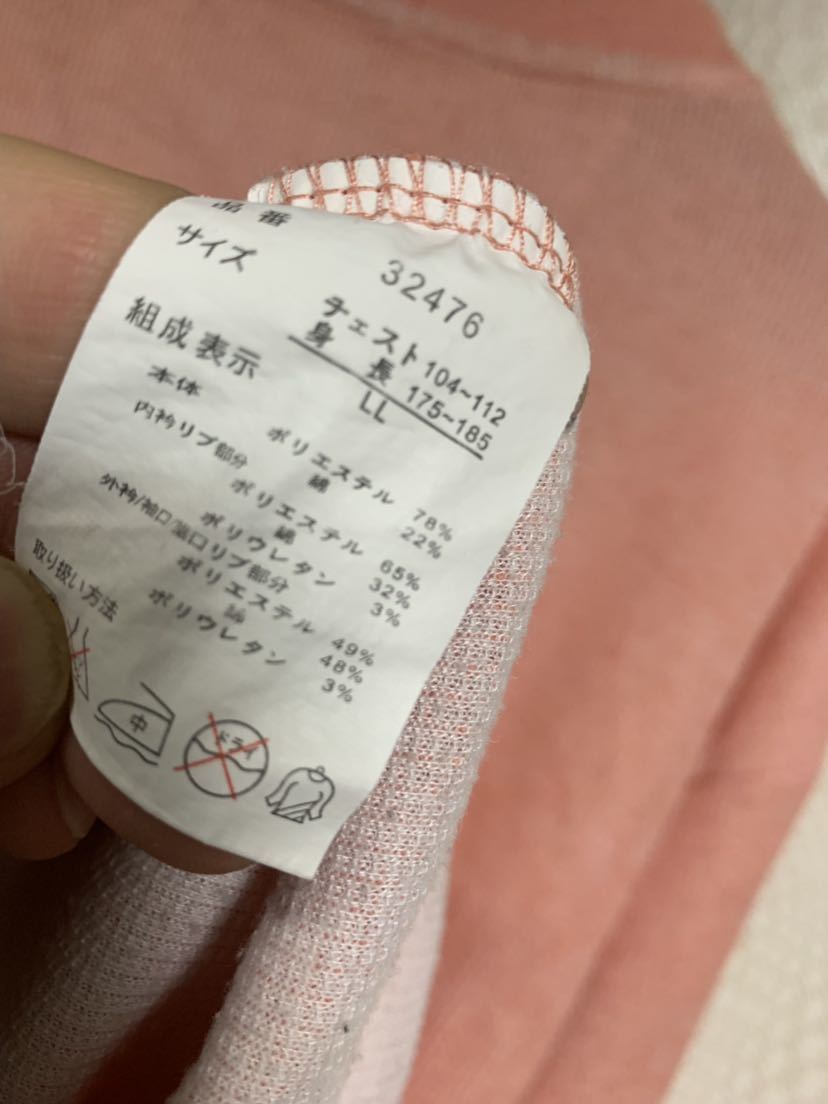 品番 32476
サイズ チェスト 104~112
身長 175~185
LL
組成表示
本体 ポリエステル 78%
綿 22%
内衿リブ部分 ポリエステル 65%
綿 32%
ポリウレタン 3%
外衿/袖口/裾口リブ部分
ポリエステル 49%
綿 48%
ポリウレタン 3%
取り扱い方法
中
ドライ